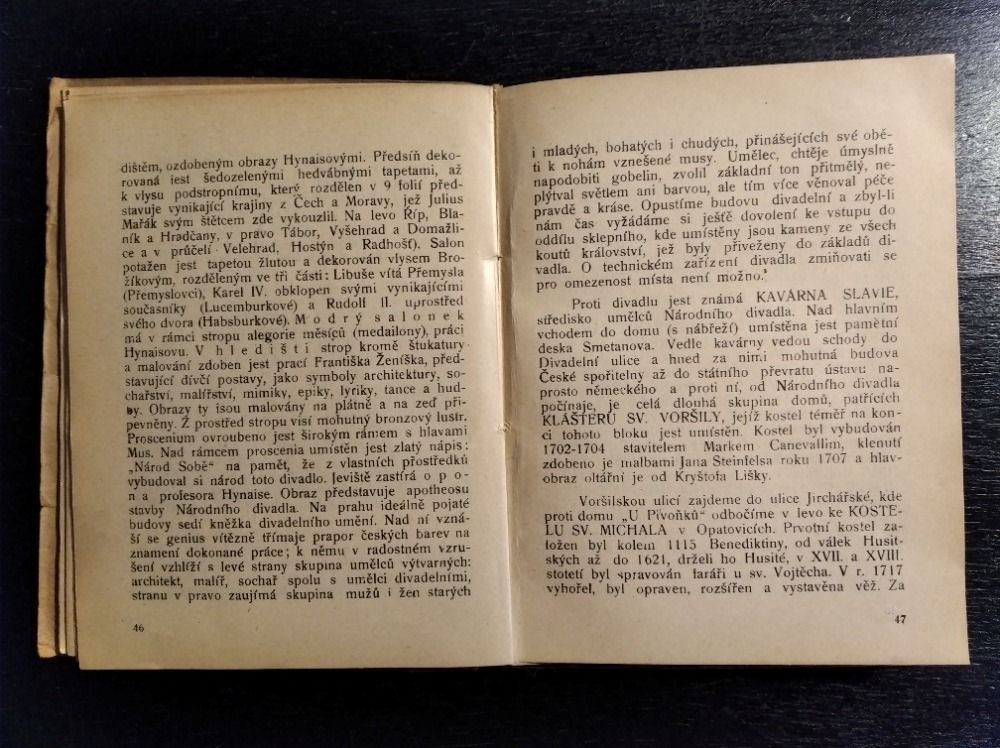 dištěm, ozdobeným obrazy Hynaisovými. Předsíň deko-
rovaná jest šedozelenými hedvábnými tapetami, až
k vlysu podstropnímu, který rozdělen v 9 folií před-
stavuje vynikající krajiny z Čech a Moravy, jež Julius
Mařák svým štětcem zde vykouzlil. Na levo Říp, Bla-
ník a Hradčany, v pravo Tábor, Vyšehrad a Domažli-
ce a v průčelí Velehrad, Hostýn a Radhošť). Salon
potažen jest tapetou žlutou a dekorován vlysem Bro-
žíkovým, rozděleným ve tři části: Libuše vítá Přemysla
(Přemyslovci), Karel IV. obklopen svými vynikajícími
současníky (Lucemburkové) a Rudolf II. uprostřed
svého dvora (Habsburkové). M o d r ý s a l o n e k
má v rámci stropu alegorie měsíců (medailony), práci
Hynaisovu. V h l e d i š t i strop kromě štukatury
a malování zdoben jest prací Františka Ženíška, před-
stavující dívčí postavy, jako symboly architektury, so-
chařství, malířství, mimiky, epiky, lyriky, tance a hud-
by. Obrazy ty jsou malovány na plátně a na zeď při-
pevněny. Z prostřed stropu visí mohutný bronzový lustr.
Proscenium ovroubeno jest širokým rámem s hlavami
Mus. Nad rámcem proscenia umístěn jest zlatý nápis:
„Národ Sobě“ na pamět, že z vlastních prostředků
vybudoval si národ toto divadlo. Jeviště zastírá o p o-
n a profesora Hynaise. Obraz představuje apotheosu
stavby Národního divadla. Na prahu ideálně pojaté
budovy sedí kněžka divadelního umění. Nad ní vzná-
ší se genius vítězně třímaje prapor českých barev na
znamení dokonané práce; k němu v radostném vzru-
šení vzhlíží s levé strany skupina umělců výtvarných:
architekt, malíř, sochař spolu s umělci divadelními,
stranu v pravo zaujímá skupina mužů i žen starých
46
i mladých, bohatých i chudých, přinášejících své obě-
ti k nohám vznešené musy. Umělec, chtěje úmyslně
napodobiti gobelin, zvolil základní ton přitmělý, ne-
plýtval světlem ani barvou, ale tím více věnoval péče
pravdě a kráse. Opustíme budovu divadelní a zbyl-li
nám čas vyžádáme si ještě dovolení ke vstupu do
oddílu sklepního, kde umístěny jsou kameny ze všech
koutů království, jež byly přiveženy do základů di-
vadla. O technickém zařízení divadla zmiňovati se
pro omezenost místa není možno.
Proti divadlu jest známá KAVÁRNA SLAVIE,
středisko umělců Národního divadla. Nad hlavním
vchodem do domu (s nábřeží) umístěna jest pamětní
deska Smetanova. Vedle kavárny vedou schody do
Divadelní ulice a hned za nimi mohutná budova
České spořitelny až do státního převratu ústavu na-
prosto německého a proti ní, od Národního divadla
počínaje, je celá dlouhá skupina domů, patřících
KLÁŠTERU SV. VORŠILY, jejíž kostel téměř na kon-
ci tohoto bloku jest umístěn. Kostel byl vybudován
1702-1704 stavitelem Markem Canevallim, klenutí
zdobeno je malbami Jana Steinfelsa roku 1707 a hlav-
obraz oltářní je od Kryštofa Lišky.
Voršilskou ulicí zajdeme do ulice Jirchářské, kde
proti domu „U Pivoňků“ odbočíme v levo ke KOSTE-
LU SV. MICHALA v Opatovicích. Prvotní kostel za-
ložen byl kolem 1115 Benediktiny, od válek Husit-
ských až do 1621, drželi ho Husité, v XVII. a XVIII.
stotetí byl spravován faráři u sv. Vojtěcha. V r. 1717
vyhořel, byl opraven, rozšířen a vystavěna věž. Za
47